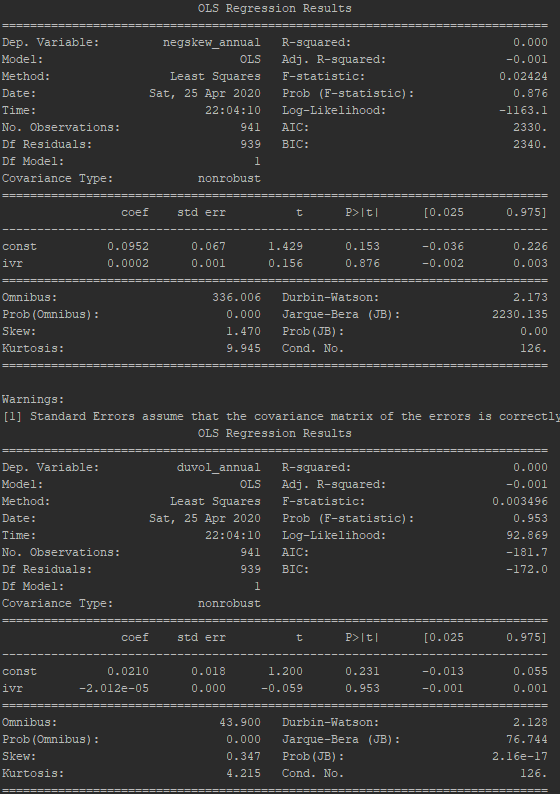 OLS Regression Results
==============================================================================
Dep. Variable: negskew_annual R-squared: 0.000
Model: OLS Adj. R-squared: -0.001
Method: Least Squares F-statistic: 0.02424
Date: Sat, 25 Apr 2020 Prob (F-statistic): 0.876
Time: 22:04:10 Log-Likelihood: -1163.1
No. Observations: 941 AIC: 2330.
Df Residuals: 939 BIC: 2340.
Df Model: 1
Covariance Type: nonrobust
==============================================================================
coef std err t P>|t| [0.025 0.975]
------------------------------------------------------------------------------
const 0.0952 0.067 1.429 0.153 -0.036 0.226
ivr 0.0002 0.001 0.156 0.876 -0.002 0.003
==============================================================================
Omnibus: 336.006 Durbin-Watson: 2.173
Prob(Omnibus): 0.000 Jarque-Bera (JB): 2230.135
Skew: 1.470 Prob(JB): 0.00
Kurtosis: 9.945 Cond. No. 126.
==============================================================================
Warnings:
[1] Standard Errors assume that the covariance matrix of the errors is correctly
OLS Regression Results
==============================================================================
Dep. Variable: duvol_annual R-squared: 0.000
Model: OLS Adj. R-squared: -0.001
Method: Least Squares F-statistic: 0.003496
Date: Sat, 25 Apr 2020 Prob (F-statistic): 0.953
Time: 22:04:10 Log-Likelihood: 92.869
No. Observations: 941 AIC: -181.7
Df Residuals: 939 BIC: -172.0
Df Model: 1
Covariance Type: nonrobust
==============================================================================
coef std err t P>|t| [0.025 0.975]
------------------------------------------------------------------------------
const 0.0210 0.018 1.200 0.231 -0.013 0.055
ivr -2.012e-05 0.000 -0.059 0.953 -0.001 0.001
==============================================================================
Omnibus: 43.900 Durbin-Watson: 2.128
Prob(Omnibus): 0.000 Jarque-Bera (JB): 76.744
Skew: 0.347 Prob(JB): 2.16e-17
Kurtosis: 4.215 Cond. No. 126.
==============================================================================